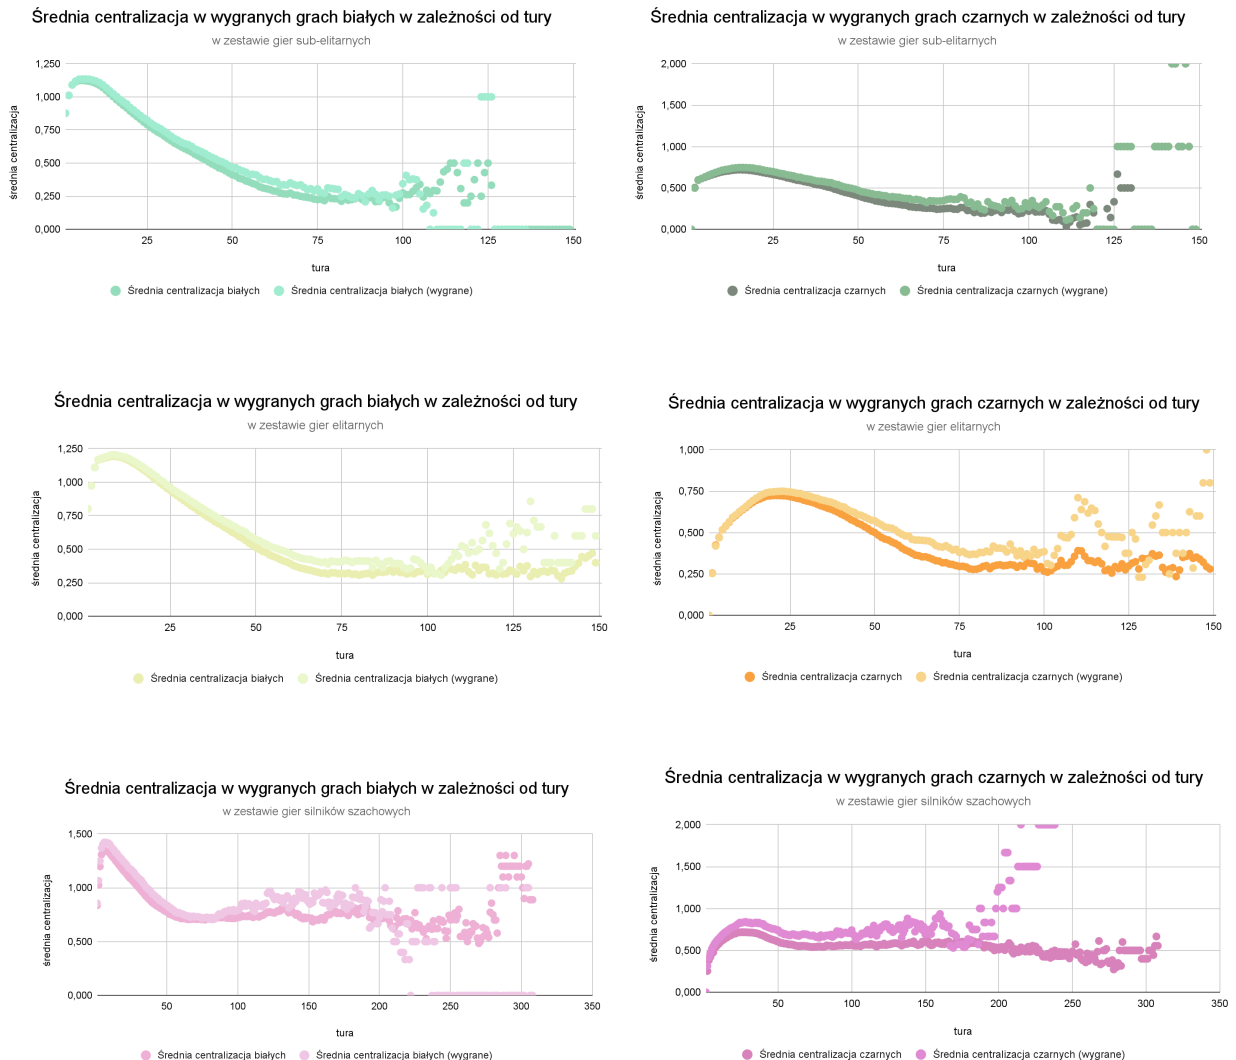 Średnia centralizacja w wygranych grach białych w zależności od tury
w zestawie gier sub-elitarnych
1,250
1,000
0,750
0,500
0,250
0,000
średnia centralizacja
25 50 75 100 125 150
tura
Średnia centralizacja białych Średnia centralizacja białych (wygrane)
Średnia centralizacja w wygranych grach czarnych w zależności od tury
w zestawie gier sub-elitarnych
2,000
1,500
1,000
0,500
0,000
średnia centralizacja
25 50 75 100 125 150
tura
Średnia centralizacja czarnych Średnia centralizacja czarnych (wygrane)
Średnia centralizacja w wygranych grach białych w zależności od tury
w zestawie gier elitarnych
1,250
1,000
0,750
0,500
0,250
0,000
średnia centralizacja
25 50 75 100 125 150
tura
Średnia centralizacja białych Średnia centralizacja białych (wygrane)
Średnia centralizacja w wygranych grach czarnych w zależności od tury
w zestawie gier elitarnych
1,000
0,750
0,500
0,250
0,000
średnia centralizacja
25 50 75 100 125 150
tura
Średnia centralizacja czarnych Średnia centralizacja czarnych (wygrane)
Średnia centralizacja w wygranych grach białych w zależności od tury
w zestawie gier silników szachowych
1,500
1,000
0,500
0,000
średnia centralizacja
50 100 150 200 250 300 350
tura
Średnia centralizacja białych Średnia centralizacja białych (wygrane)
Średnia centralizacja w wygranych grach czarnych w zależności od tury
w zestawie gier silników szachowych
2,000
1,500
1,000
0,500
0,000
średnia centralizacja
50 100 150 200 250 300 350
tura
Średnia centralizacja czarnych Średnia centralizacja czarnych (wygrane)